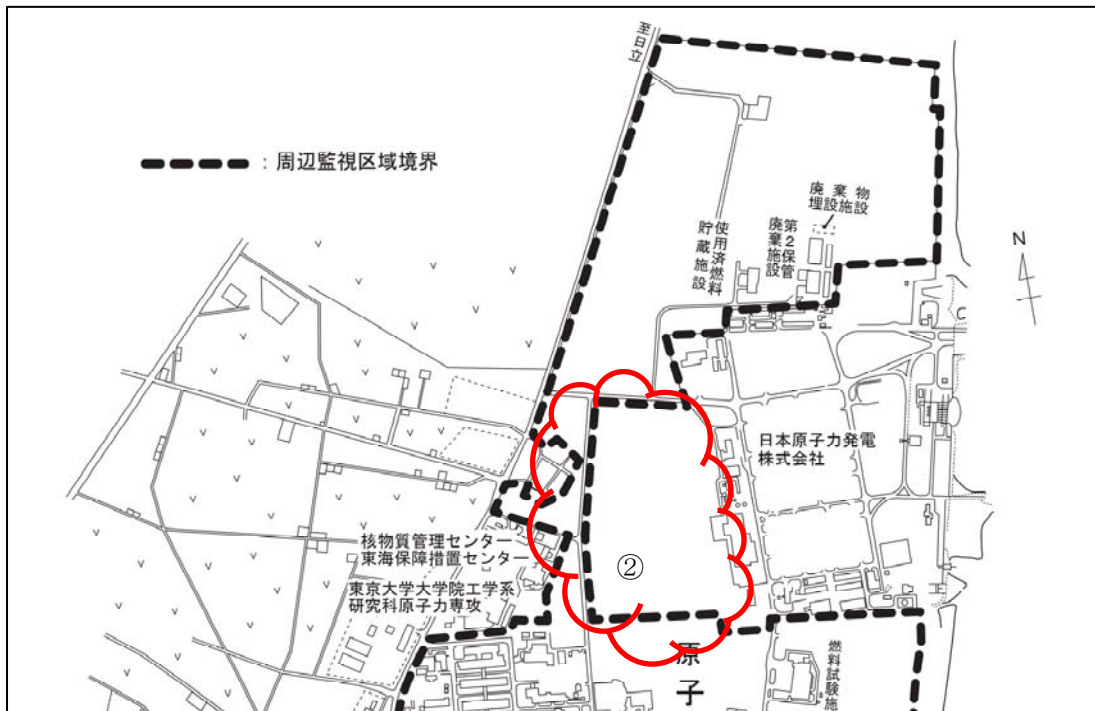 至日立
：周辺監視区域境界
廃棄物
埋設施設
第2保管
廃棄施設
使用済燃料
貯蔵施設
N
日本原子力発電
株式会社
核物質管理センター
東海保障措置センター
東京大学大学院工学系
研究科原子力専攻
②
原子
燃料試験施